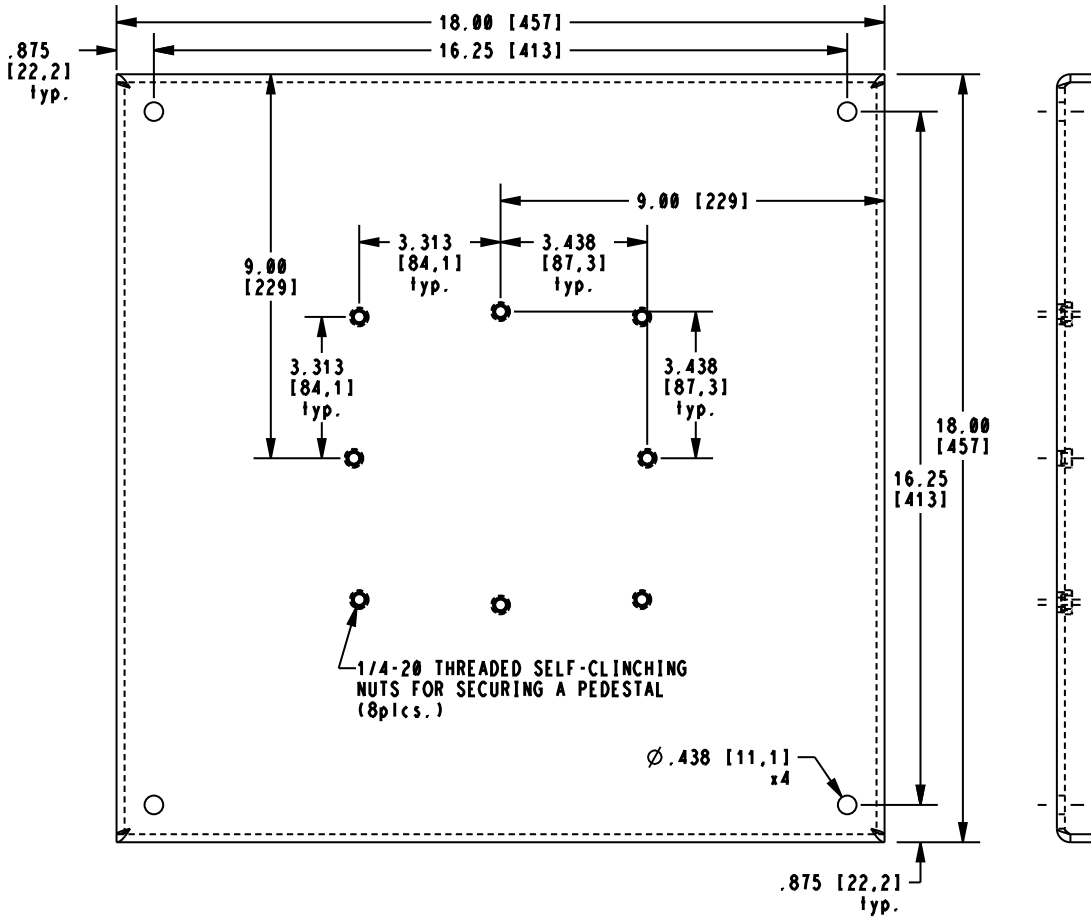 18.00 [457]
16.25 [413]
.875
[22,2]
typ.
9.00 [229]
3.313
[84,1]
typ.
3.438
[87,3]
typ.
9.00
[229]
3.313
[84,1]
typ.
3.438
[87,3]
typ.
18.00
[457]
16.25
[413]
1/4-20 THREADED SELF-CLINCHING
NUTS FOR SECURING A PEDESTAL
(8plcs.)
Ø.438 [11,1]
x4
.875 [22,2]
typ.